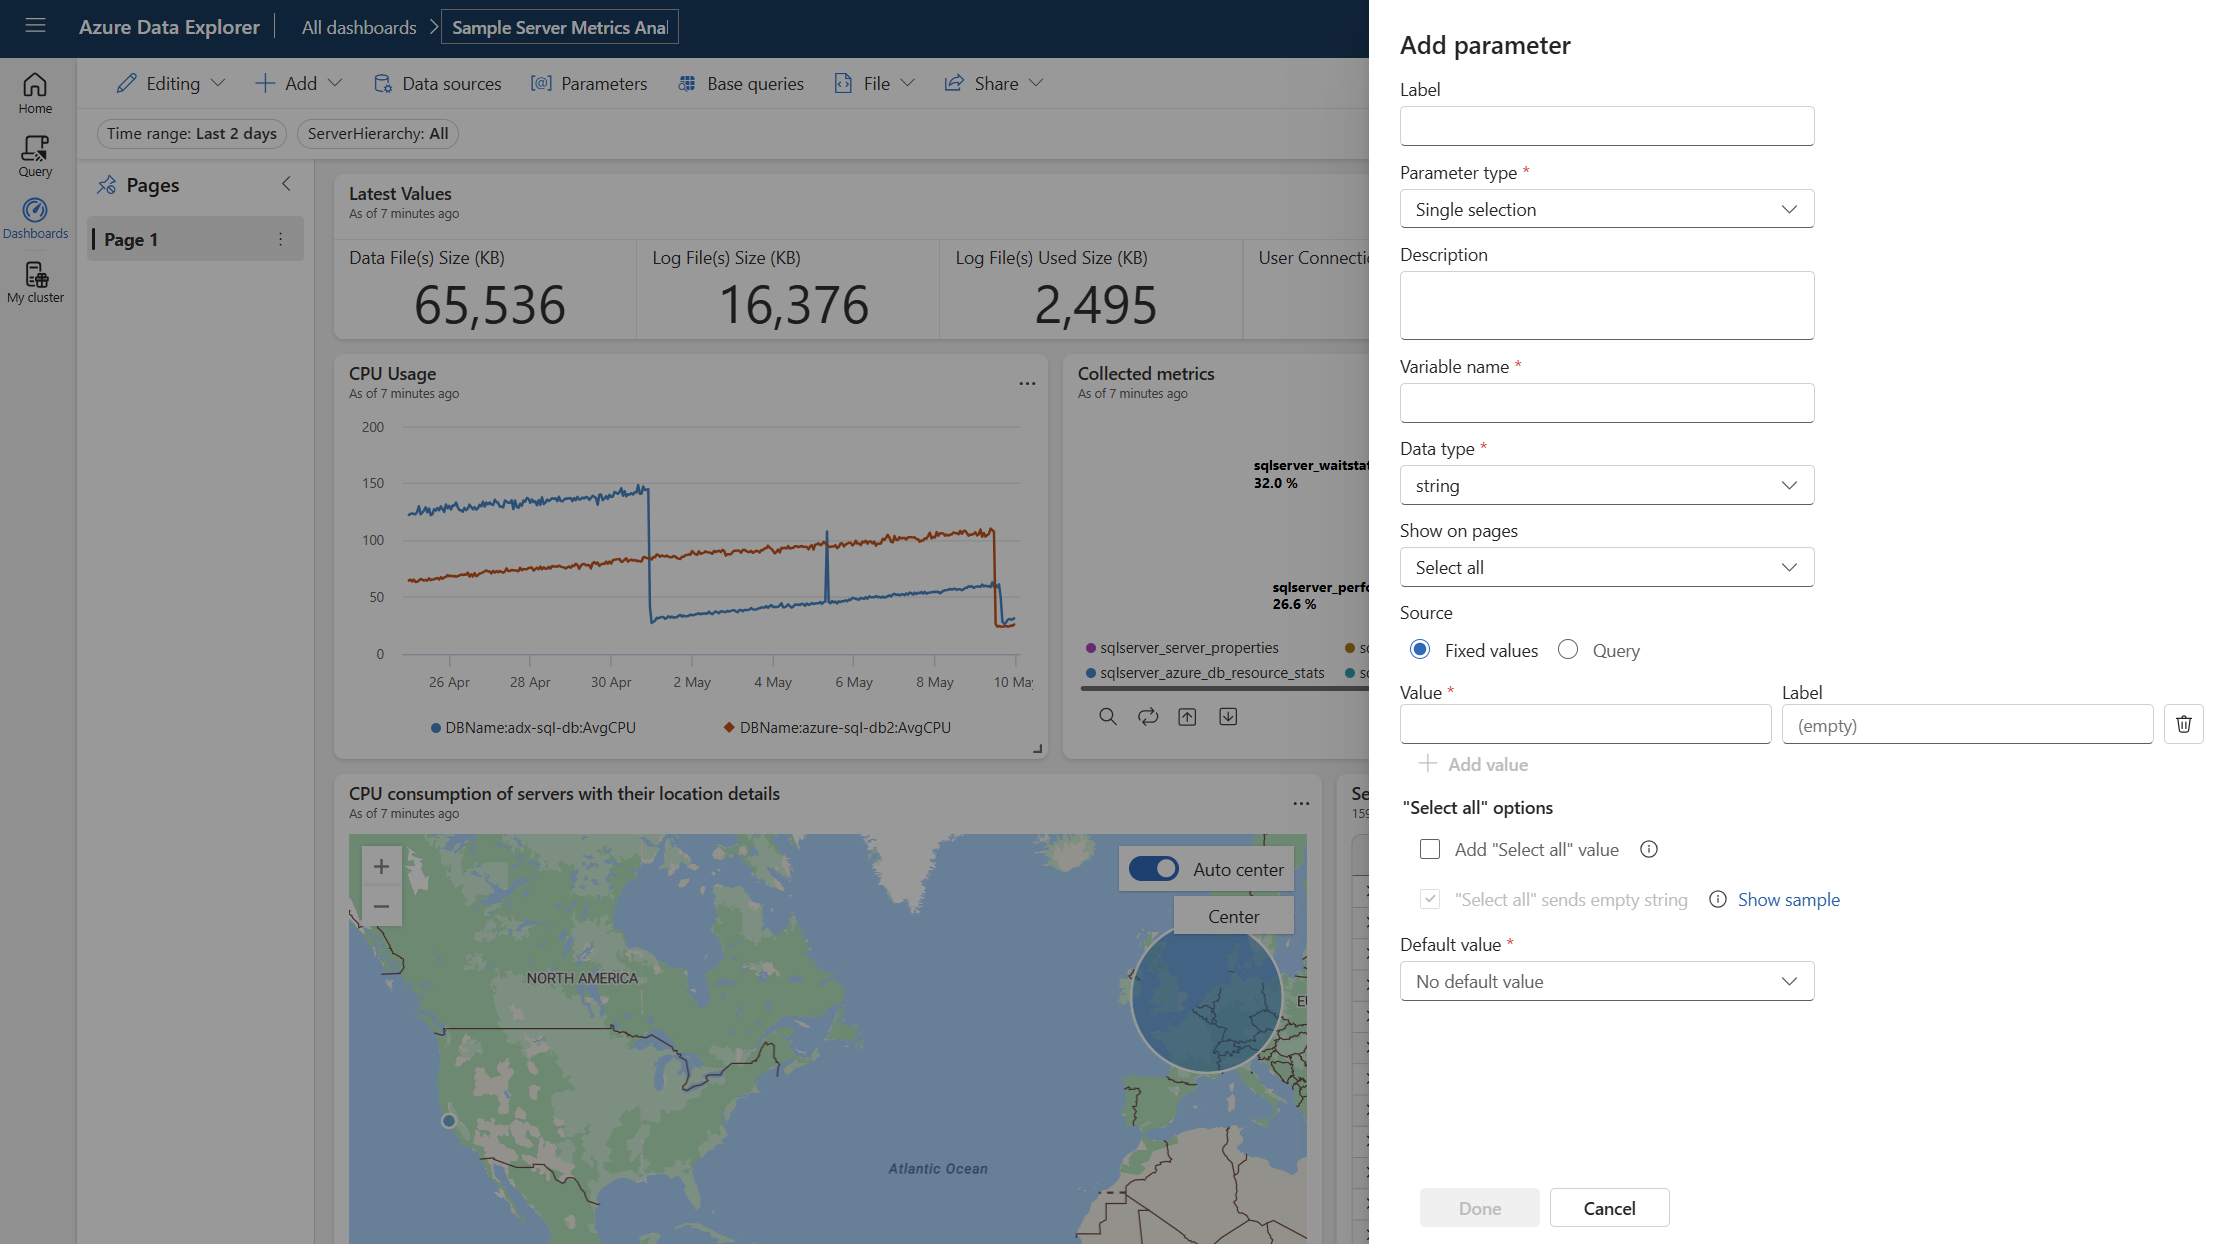 Azure Data Explorer
All dashboards
Sample Server Metrics Anal
Home
Query
Dashboards
My cluster
Editing
Add
Data sources
Parameters
Base queries
File
Share
Time range: Last 2 days
ServerHierarchy: All
Pages
Page 1
Latest Values
As of 7 minutes ago
Data File(s) Size (KB)
65,536
Log File(s) Size (KB)
16,376
Log File(s) Used Size (KB)
2,495
User Connecti
CPU Usage
As of 7 minutes ago
200
150
100
50
0
26 Apr
28 Apr
30 Apr
2 May
4 May
6 May
8 May
10 May
DBName:adx-sql-db:AvgCPU
DBName:azure-sql-db2:AvgCPU
Collected metrics
As of 7 minutes ago
sqlserver_waitstat
32.0 %
sqlserver_perfo
26.6 %
sqlserver_server_properties
sqlserver_azure_db_resource_stats
CPU consumption of servers with their location details
As of 7 minutes ago
Auto center
Center
NORTH AMERICA
Atlantic Ocean
Se
159
Add parameter
Label
Parameter type *
Single selection
Description
Variable name *
Data type *
string
Show on pages
Select all
Source
Fixed values
Query
Value *
Label
(empty)
Add value
"Select all" options
Add "Select all" value
"Select all" sends empty string
Show sample
Default value *
No default value
Done
Cancel